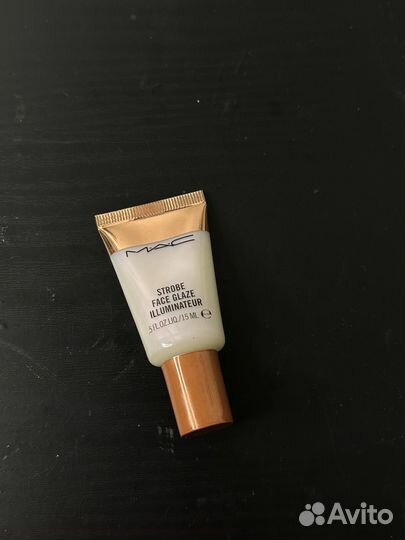 MAC
STROBE
FACE GLAZE
ILLUMINATEUR
.5 FL.OZ.LIQ./15 ML ℮
Avito